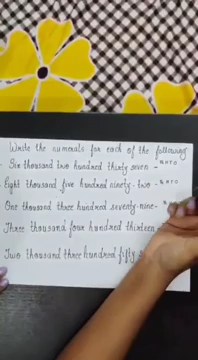 Write the numerals for each of the following
Six thousand two hundred thirty seven -
Eight thousand five hundred ninety-two -
One thousand three hundred seventy-nine-
Three thousand four hundred thirteen -
Two thousand three hundred fifty